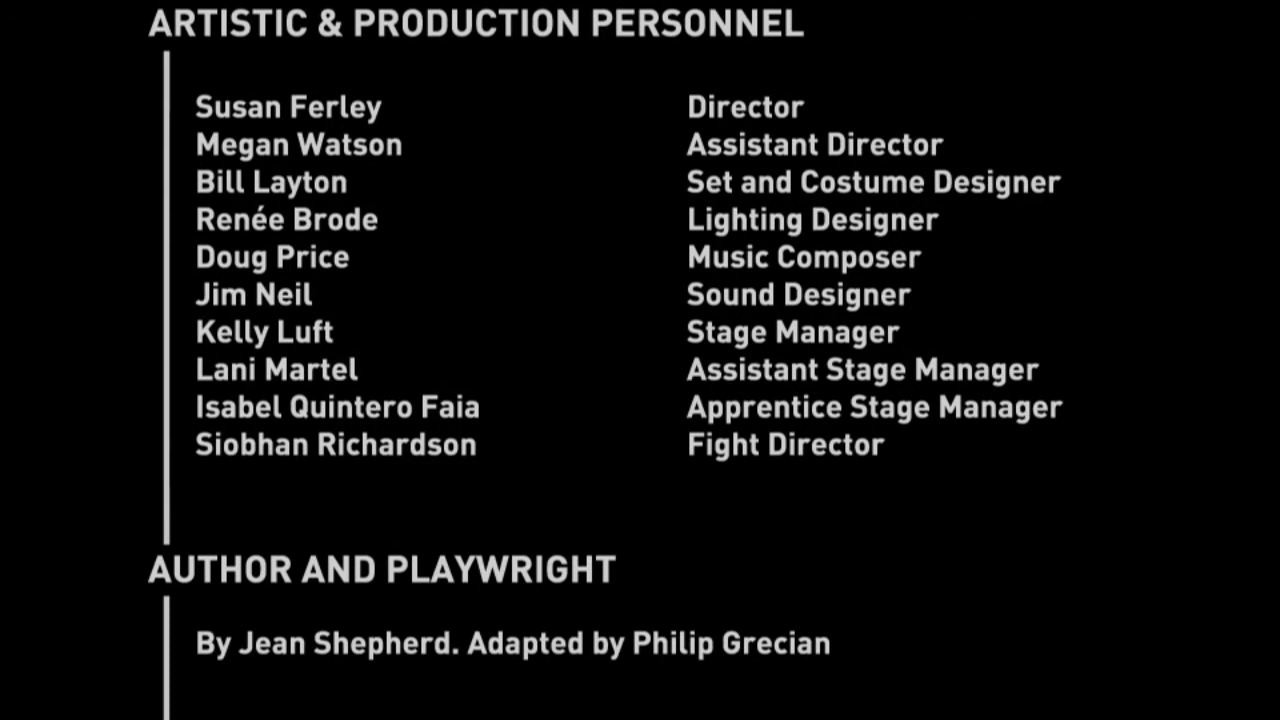 ARTISTIC & PRODUCTION PERSONNEL
Susan Ferley Director
Megan Watson Assistant Director
Bill Layton Set and Costume Designer
Renée Brode Lighting Designer
Doug Price Music Composer
Jim Neil Sound Designer
Kelly Luft Stage Manager
Lani Martel Assistant Stage Manager
Isabel Quintero Faia Apprentice Stage Manager
Siobhan Richardson Fight Director
AUTHOR AND PLAYWRIGHT
By Jean Shepherd. Adapted by Philip Grecian